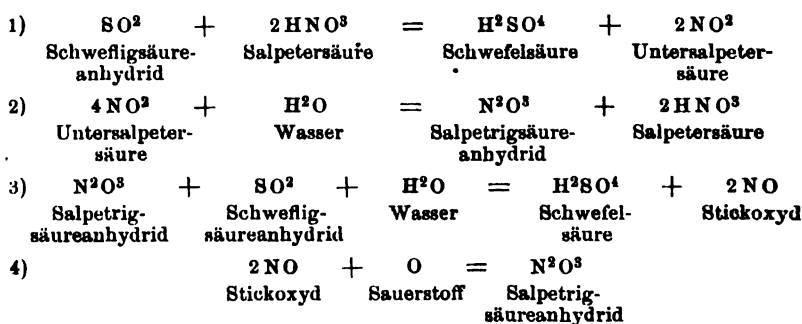 1) SO² + 2HNO³ = H²SO⁴ + 2NO²
Schwefligsäure- Salpetersäure Schwefelsäure Untersalpeter-
anhydrid säure
2) 4NO² + H²O = N²O³ + 2HNO³
Untersalpeter- Wasser Salpetrigsäure- Salpetersäure
säure anhydrid
3) N²O³ + SO² + H²O = H²SO⁴ + 2NO
Salpetrig- Schweflig- Wasser Schwefel- Stickoxyd
säureanhydrid säureanhydrid säure
4) 2NO + O = N²O³
Stickoxyd Sauerstoff Salpetrig-
säureanhydrid